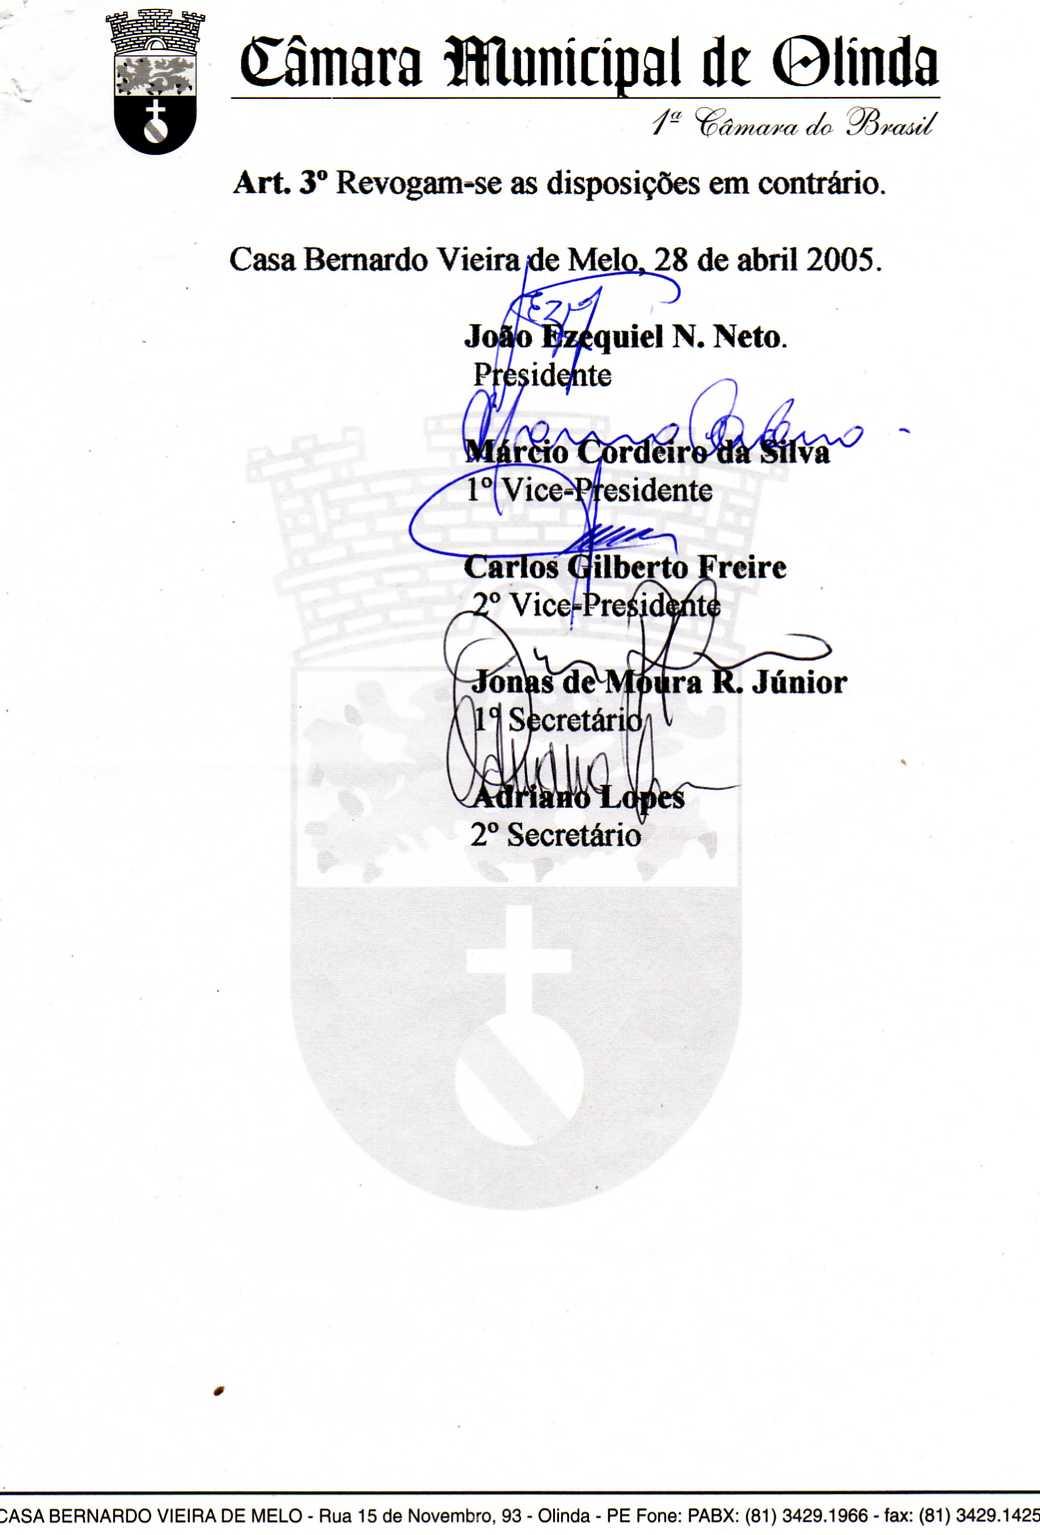 Câmara Municipal de Olinda
1ª Câmara do Brasil
Art. 3º Revogam-se as disposições em contrário.
Casa Bernardo Vieira de Melo, 28 de abril 2005.
João Ezequiel N. Neto.
Presidente
Márcio Cordeiro da Silva
1º Vice-Presidente
Carlos Gilberto Freire
2º Vice-Presidente
Jonas de Moura R. Júnior
1º Secretário
Adriano Lopes
2º Secretário
CASA BERNARDO VIEIRA DE MELO - Rua 15 de Novembro, 93 - Olinda - PE Fone: PABX: (81) 3429.1966 - fax: (81) 3429.1425